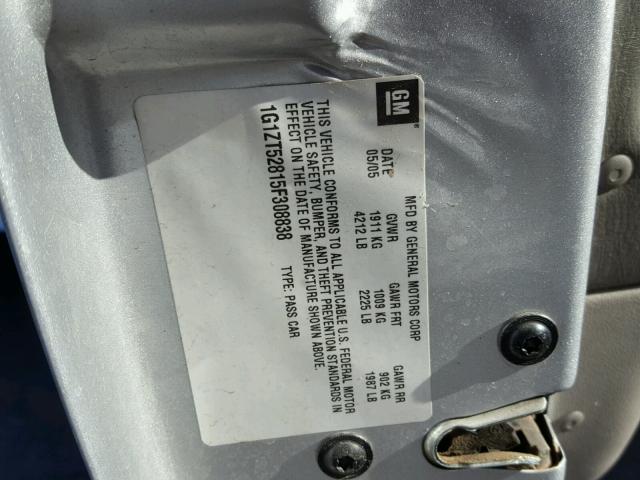 GM
MFD BY GENERAL MOTORS CORP
DATE GVWR GAWR FRT GAWR RR
05/05 1911 KG 1009 KG 902 KG
4212 LB 2225 LB 1987 LB
THIS VEHICLE CONFORMS TO ALL APPLICABLE U.S. FEDERAL MOTOR
VEHICLE SAFETY, BUMPER, AND THEFT PREVENTION STANDARDS IN
EFFECT ON THE DATE OF MANUFACTURE SHOWN ABOVE.
1G1ZT52815F308838 TYPE: PASS CAR